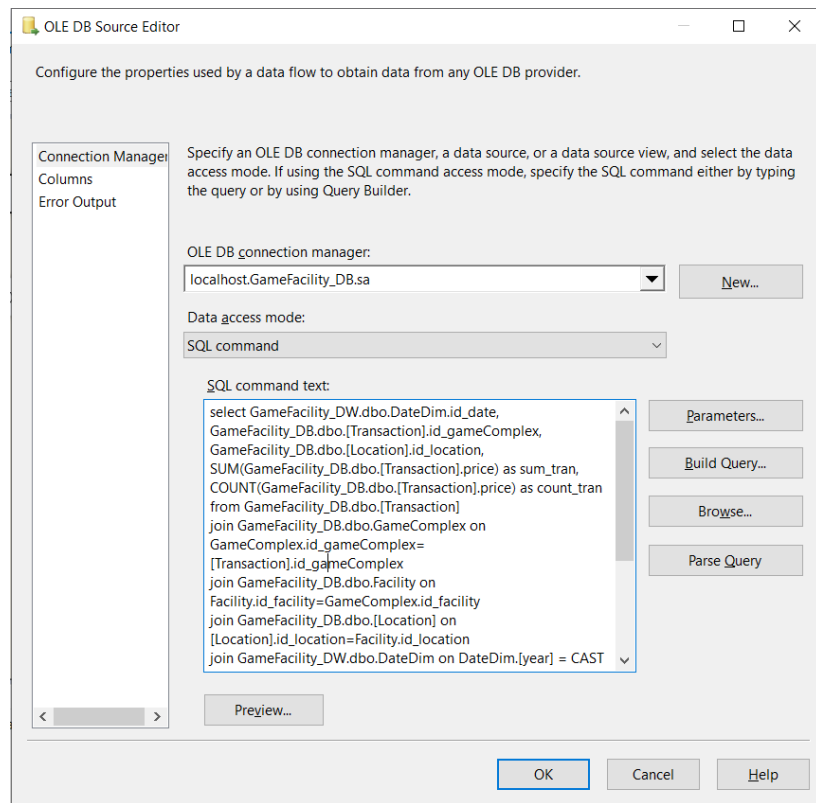 OLE DB Source Editor
Configure the properties used by a data flow to obtain data from any OLE DB provider.
Connection Manager
Columns
Error Output
Specify an OLE DB connection manager, a data source, or a data source view, and select the data
access mode. If using the SQL command access mode, specify the SQL command either by typing
the query or by using Query Builder.
OLE DB connection manager:
localhost.GameFacility_DB.sa
New...
Data access mode:
SQL command
SQL command text:
select GameFacility_DW.dbo.DateDim.id_date,
GameFacility_DB.dbo.[Transaction].id_gameComplex,
GameFacility_DB.dbo.[Location].id_location,
SUM(GameFacility_DB.dbo.[Transaction].price) as sum_tran,
COUNT(GameFacility_DB.dbo.[Transaction].price) as count_tran
from GameFacility_DB.dbo.[Transaction]
join GameFacility_DB.dbo.GameComplex on
GameComplex.id_gameComplex=
[Transaction].id_gameComplex
join GameFacility_DB.dbo.Facility on
Facility.id_facility=GameComplex.id_facility
join GameFacility_DB.dbo.[Location] on
[Location].id_location=Facility.id_location
join GameFacility_DW.dbo.DateDim on DateDim.[year] = CAST
Parameters...
Build Query...
Browse...
Parse Query
Preview...
OK
Cancel
Help